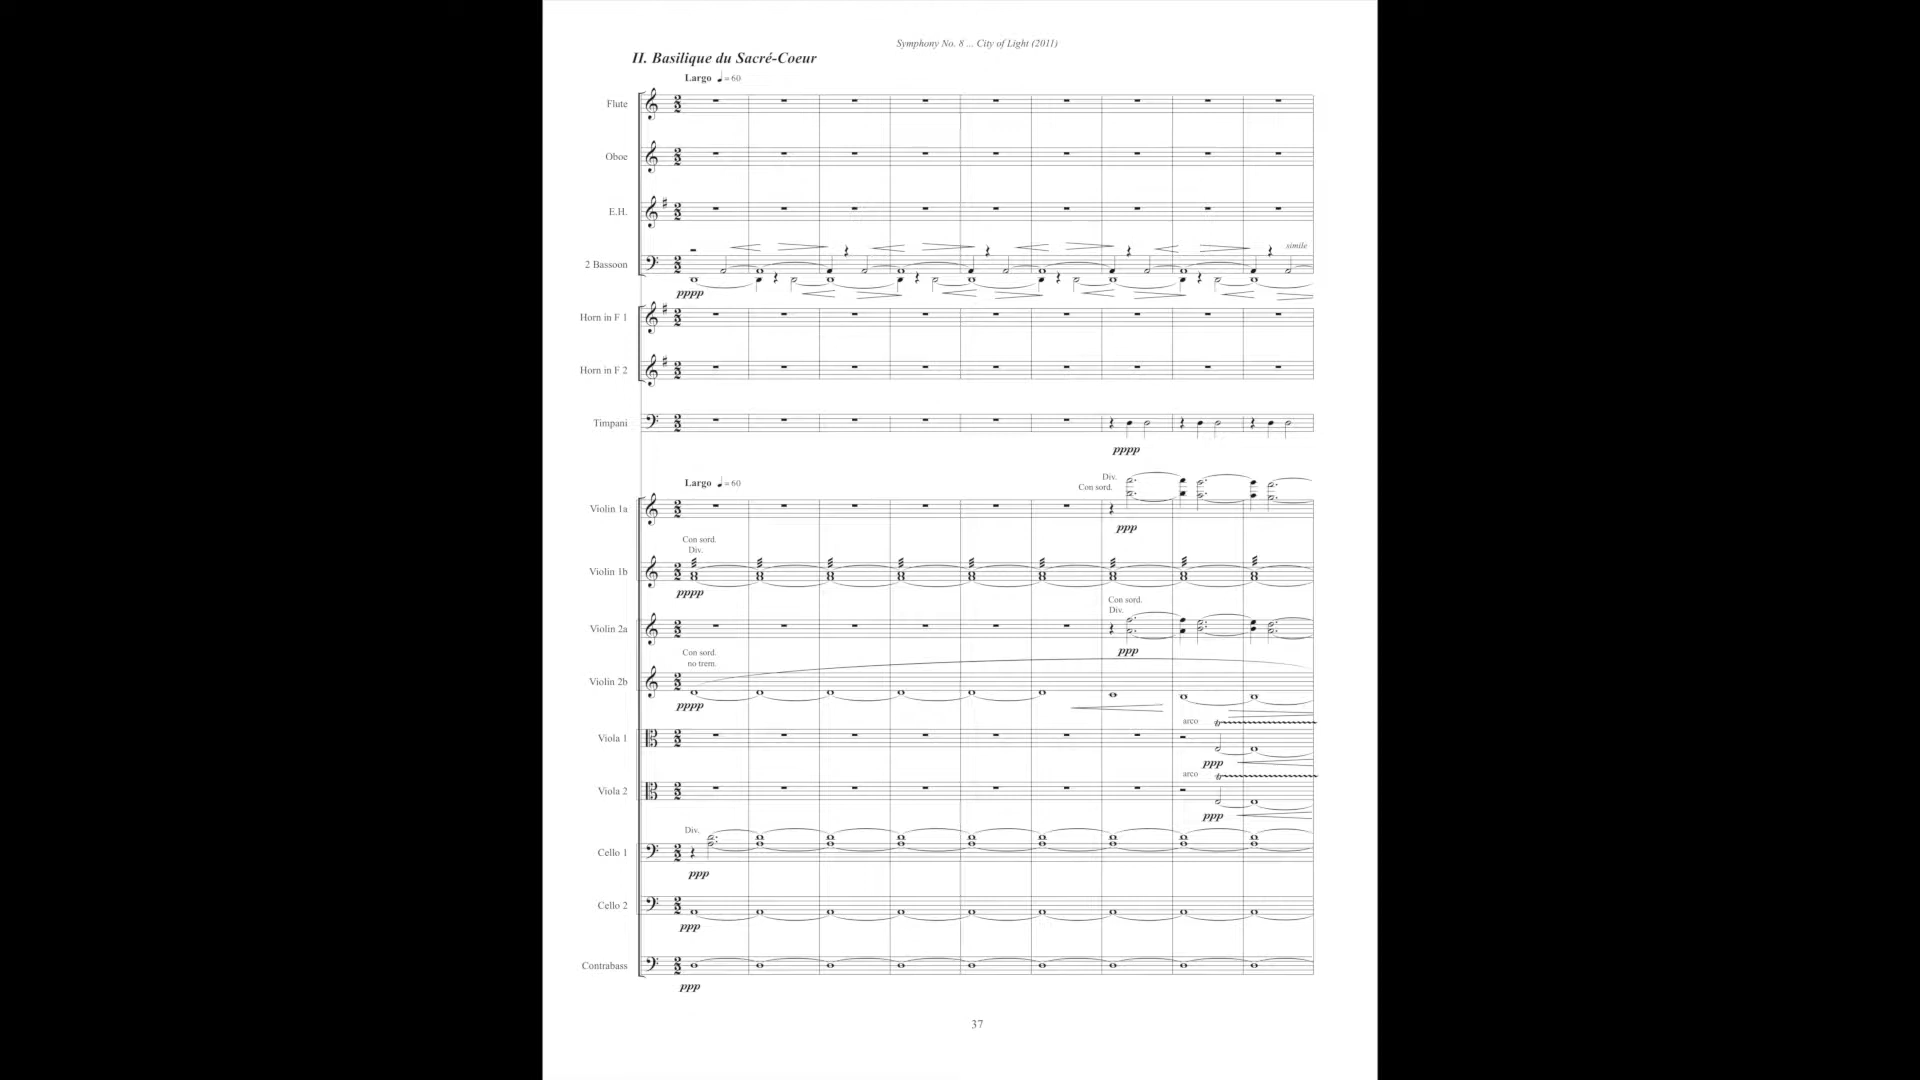 Symphony No. 8 ... City of Light (2011)
II. Basilique du Sacré-Coeur
Largo ♩ = 60
Flute
Oboe
E.H.
simile
2 Bassoon
pppp
Horn in F 1
Horn in F 2
Timpani
pppp
Div.
Largo ♩ = 60
Con sord.
Violin 1a
ppp
Con sord.
Div.
Violin 1b
pppp
Con sord.
Div.
Violin 2a
ppp
Con sord.
no trem.
Violin 2b
pppp
arco
Viola 1
ppp
arco
Viola 2
ppp
Div.
Cello 1
ppp
Cello 2
ppp
Contrabass
ppp
37